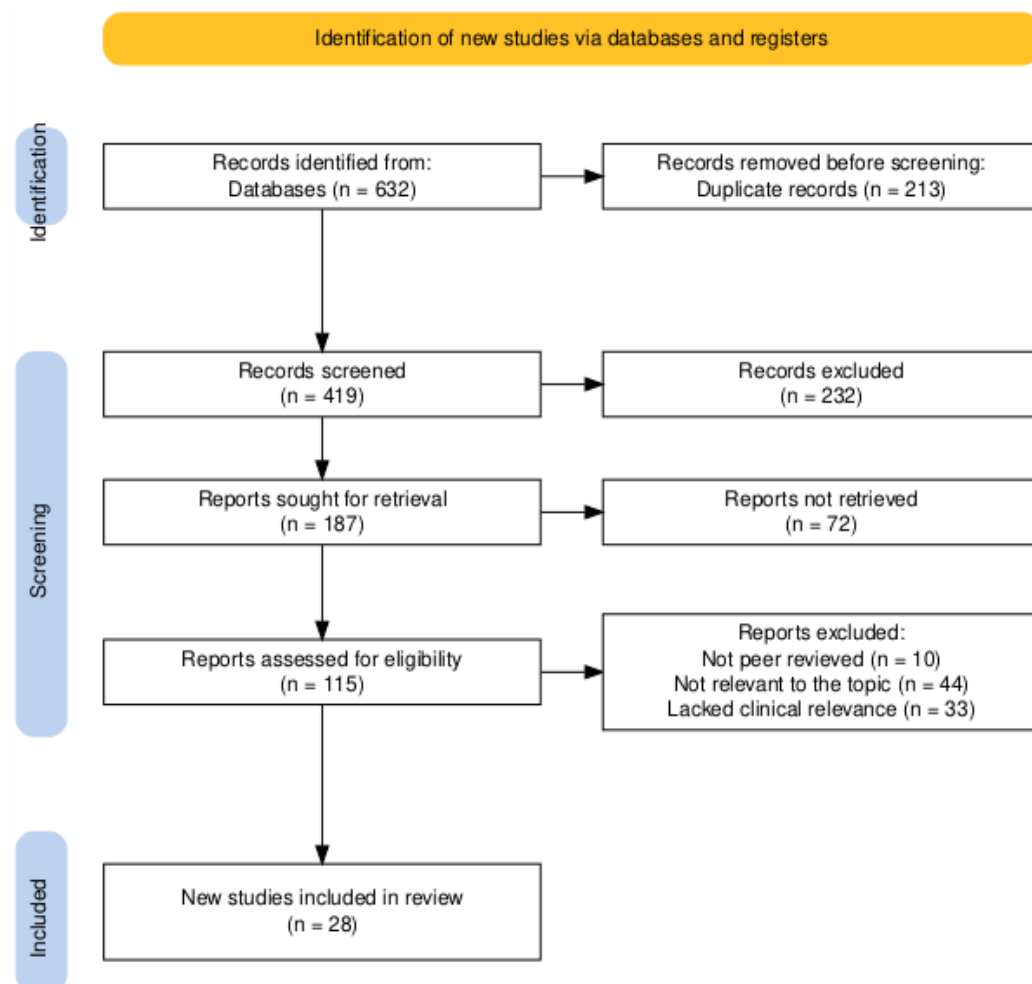 Identification of new studies via databases and registers
Identification
Records identified from:
Databases (n = 632)
Records removed before screening:
Duplicate records (n = 213)
Screening
Records screened
(n = 419)
Records excluded
(n = 232)
Reports sought for retrieval
(n = 187)
Reports not retrieved
(n = 72)
Reports assessed for eligibility
(n = 115)
Reports excluded:
Not peer revieved (n = 10)
Not relevant to the topic (n = 44)
Lacked clinical relevance (n = 33)
Included
New studies included in review
(n = 28)